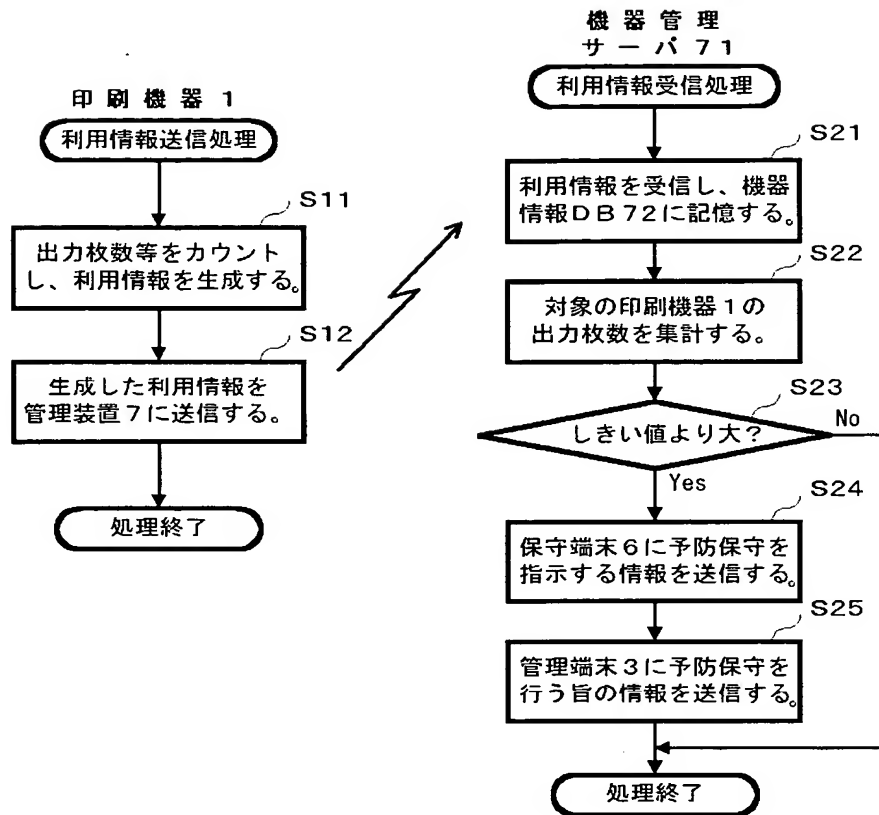 印刷機器1
利用情報送信処理
S11
出力枚数等をカウント
し、利用情報を生成する。
S12
生成した利用情報を
管理装置7に送信する。
処理終了
機器管理
サーバ71
利用情報受信処理
S21
利用情報を受信し、機器
情報DB72に記憶する。
S22
対象の印刷機器1の
出力枚数を集計する。
S23
しきい値より大?
No
Yes
S24
保守端末6に予防保守を
指示する情報を送信する。
S25
管理端末3に予防保守を
行う旨の情報を送信する。
処理終了